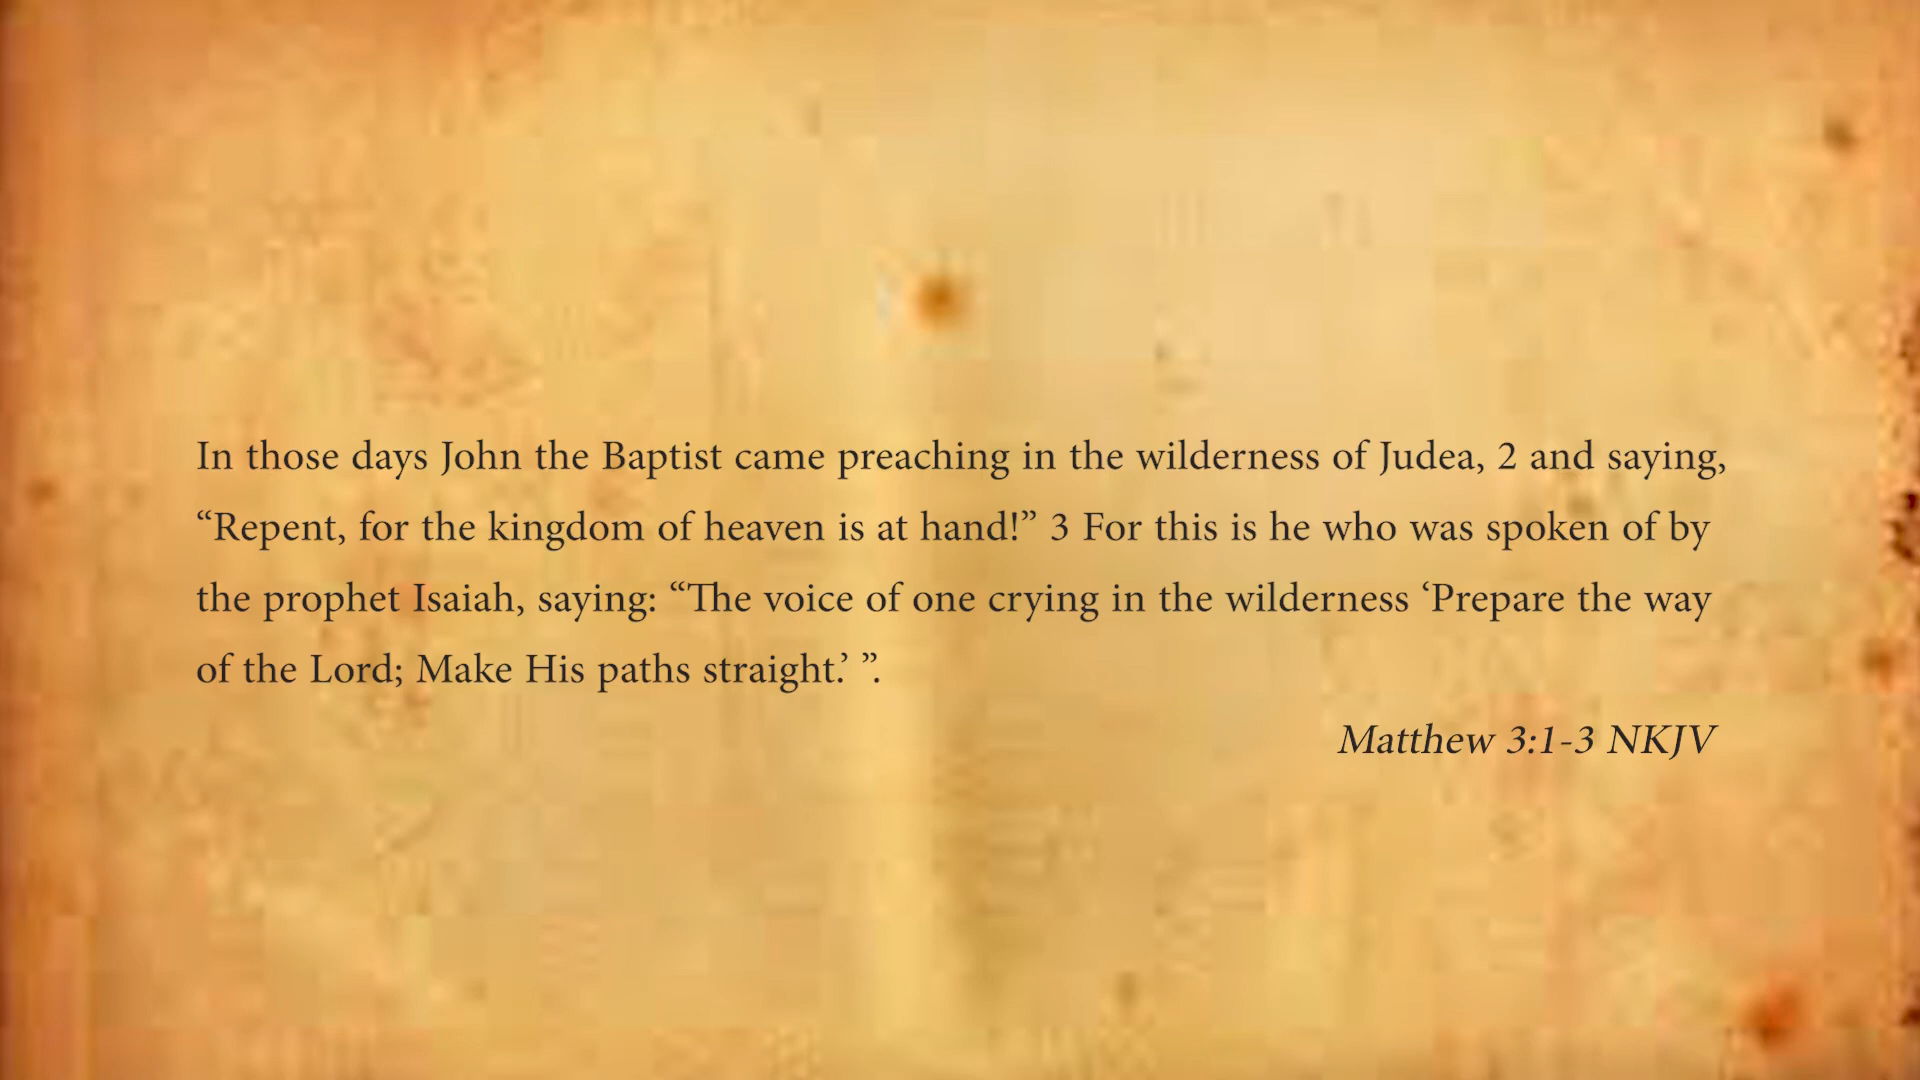 In those days John the Baptist came preaching in the wilderness of Judea, 2 and saying,
“Repent, for the kingdom of heaven is at hand!” 3 For this is he who was spoken of by
the prophet Isaiah, saying: “The voice of one crying in the wilderness ‘Prepare the way
of the Lord; Make His paths straight.’ ”.
Matthew 3:1-3 NKJV